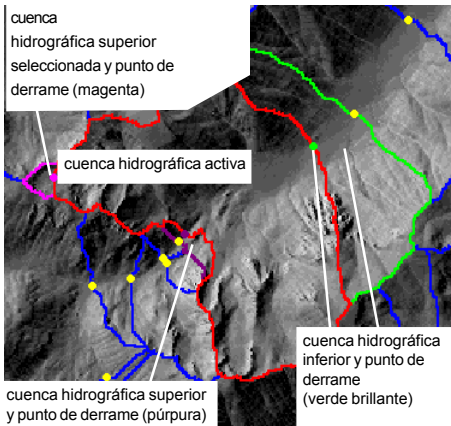 cuenca
hidrográfica superior
seleccionada y punto de
derrame (magenta)
cuenca hidrográfica activa
cuenca hidrográfica
inferior y punto de
derrame
(verde brillante)
cuenca hidrográfica superior
y punto de derrame (púrpura)